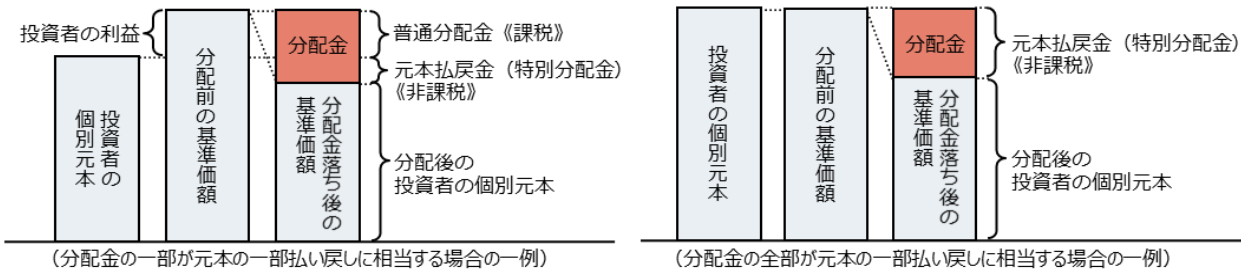 投資者の利益
投資者の
個別元本
分配前の基準価額
分配金
分配金落ち後の
基準価額
普通分配金《課税》
元本払戻金（特別分配金）
《非課税》
分配後の
投資者の個別元本
（分配金の一部が元本の一部払い戻しに相当する場合の一例）
投資者の個別元本
分配前の基準価額
分配金
分配金落ち後の
基準価額
元本払戻金（特別分配金）
《非課税》
分配後の
投資者の個別元本
（分配金の全部が元本の一部払い戻しに相当する場合の一例）